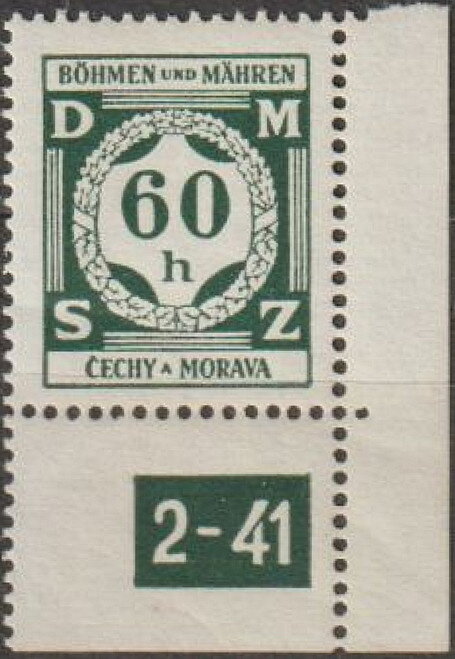 BÖHMEN UND MÄHREN
D M
60
h
S Z
ČECHY A MORAVA
2-41